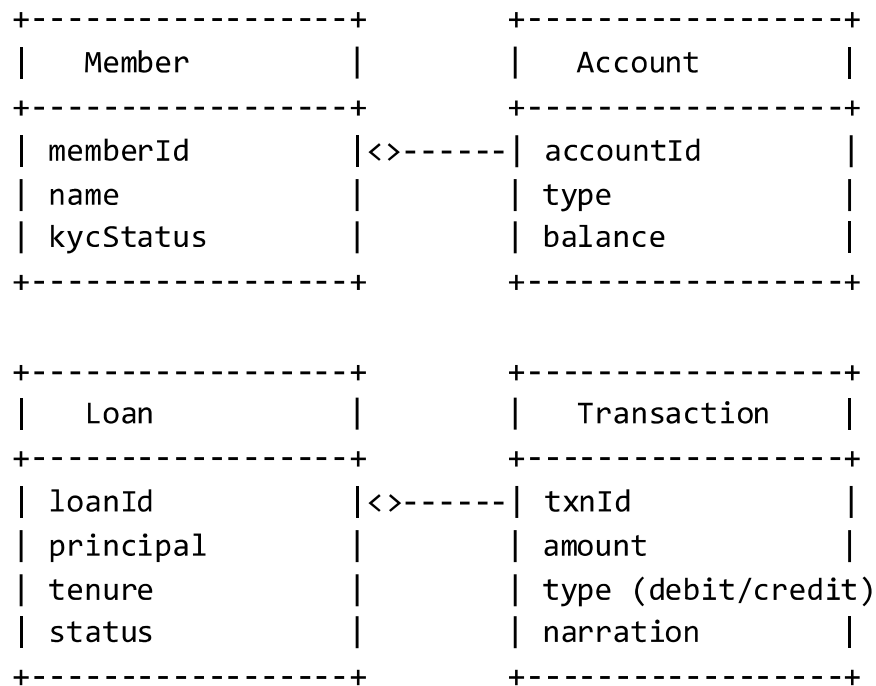 +------------------+        +------------------+
|   Member         |        |   Account        |
+------------------+        +------------------+
| memberId         |<>------| accountId        |
| name             |        | type             |
| kycStatus        |        | balance          |
+------------------+        +------------------+

+------------------+        +------------------+
|   Loan           |        |   Transaction    |
+------------------+        +------------------+
| loanId           |<>------| txnId            |
| principal        |        | amount           |
| tenure           |        | type (debit/credit)
| status           |        | narration        |
+------------------+        +------------------+